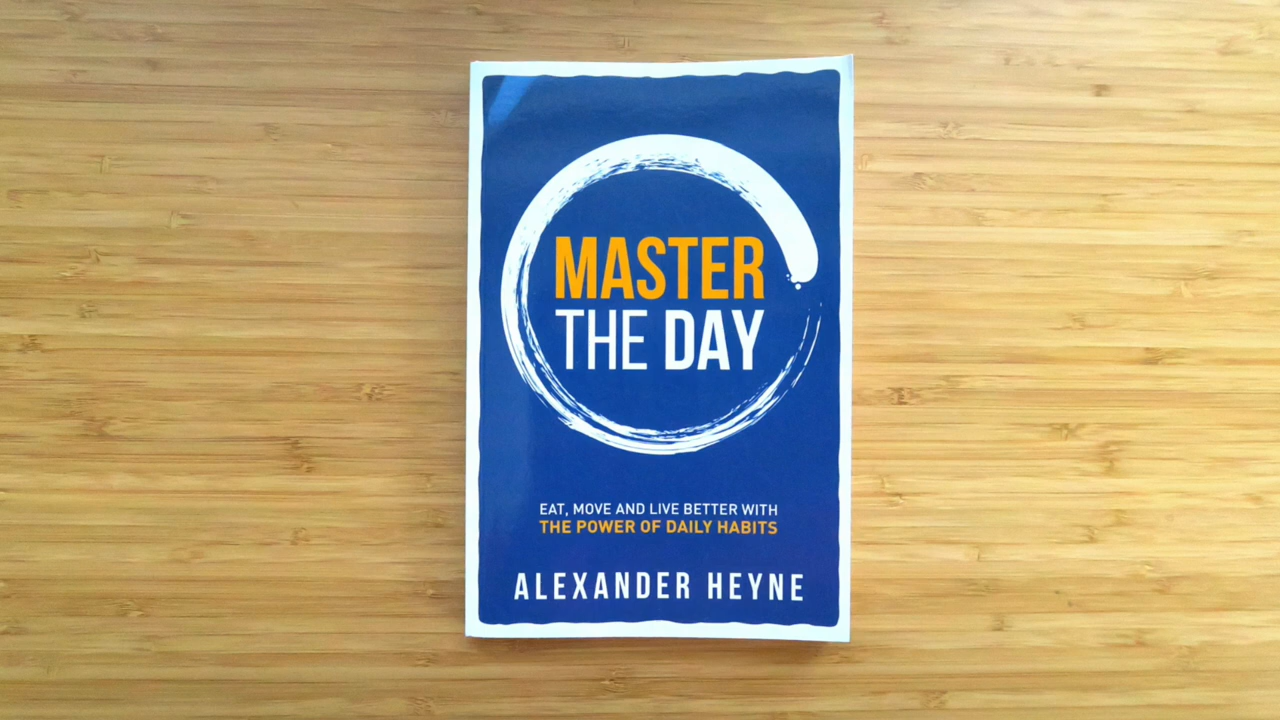 MASTER
THE DAY
EAT, MOVE AND LIVE BETTER WITH
THE POWER OF DAILY HABITS
ALEXANDER HEYNE